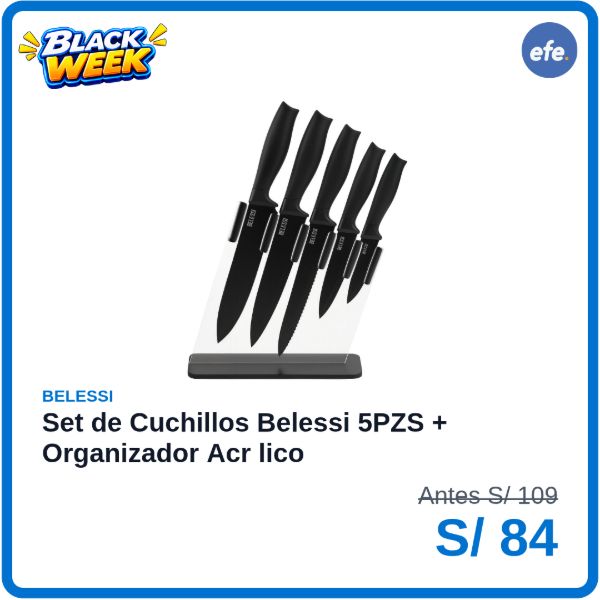 BLACK
WEEK
efe.
BELESSI
Set de Cuchillos Belessi 5PZS +
Organizador Acr lico
Antes S/ 109
S/ 84